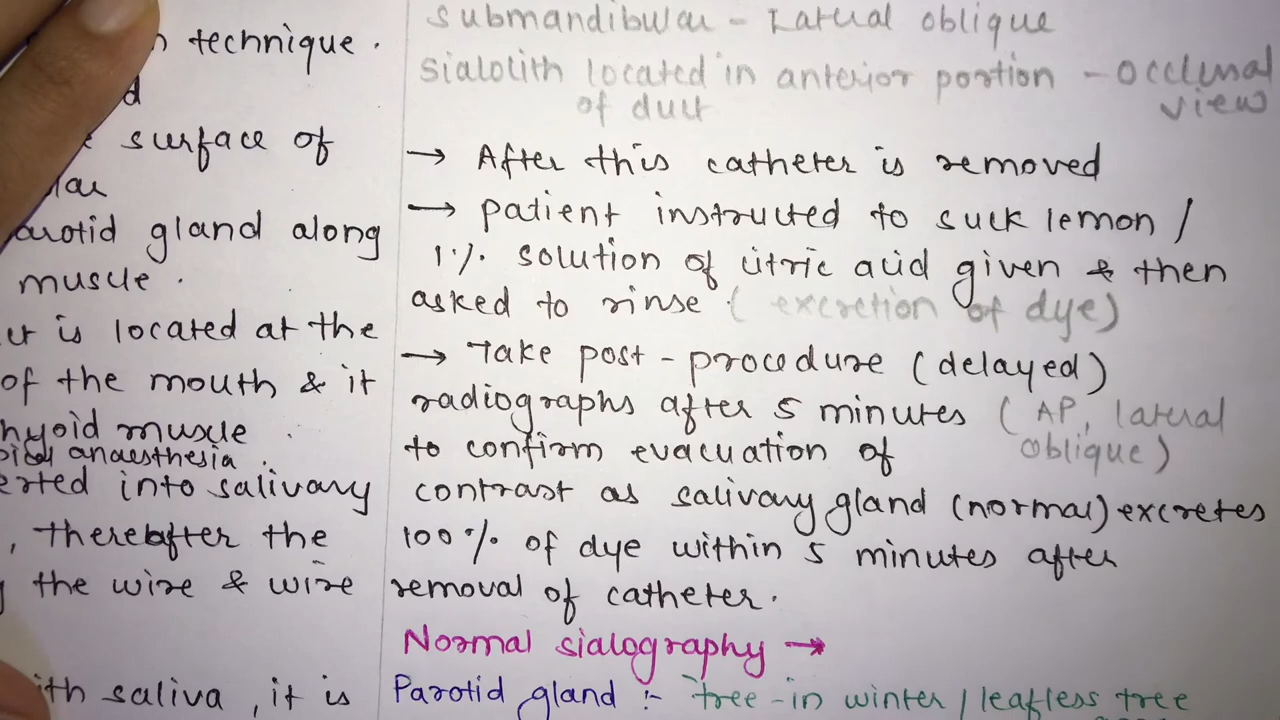 technique .
surface of
gland along
muscle .
is located at the
of the mouth & it
muscle .
anaesthesia .
into salivary
, thereafter the
the wire & wire
saliva , it is
submandibular - Lateral oblique
sialolith located in anterior portion - occlusal
of duct view
→ After this catheter is removed
→ patient instructed to suck lemon /
1% solution of citric acid given & then
asked to rinse (excretion of dye)
→ Take post-procedure (delayed)
radiographs after 5 minutes (AP, lateral
to confirm evacuation of oblique)
contrast as salivary gland (normal) excretes
100% of dye within 5 minutes after
removal of catheter.
Normal sialography →
Parotid gland :- tree-in winter / leafless tree